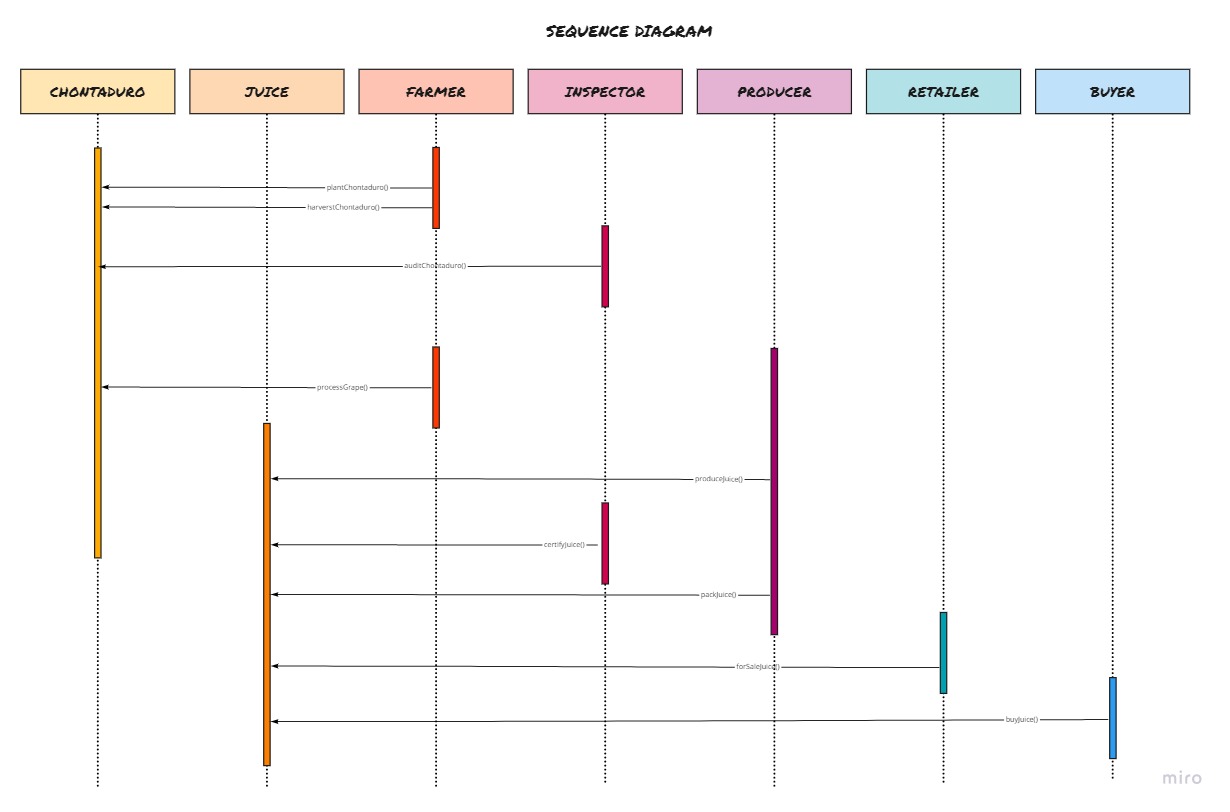 SEQUENCE DIAGRAM
CHONTADURO
JUICE
FARMER
INSPECTOR
PRODUCER
RETAILER
BUYER
plantChontaduro()
harverstChontaduro()
auditChontaduro()
processGrape()
produceJuice()
certifyJuice()
packJuice()
forSaleJuice()
buyJuice()
miro